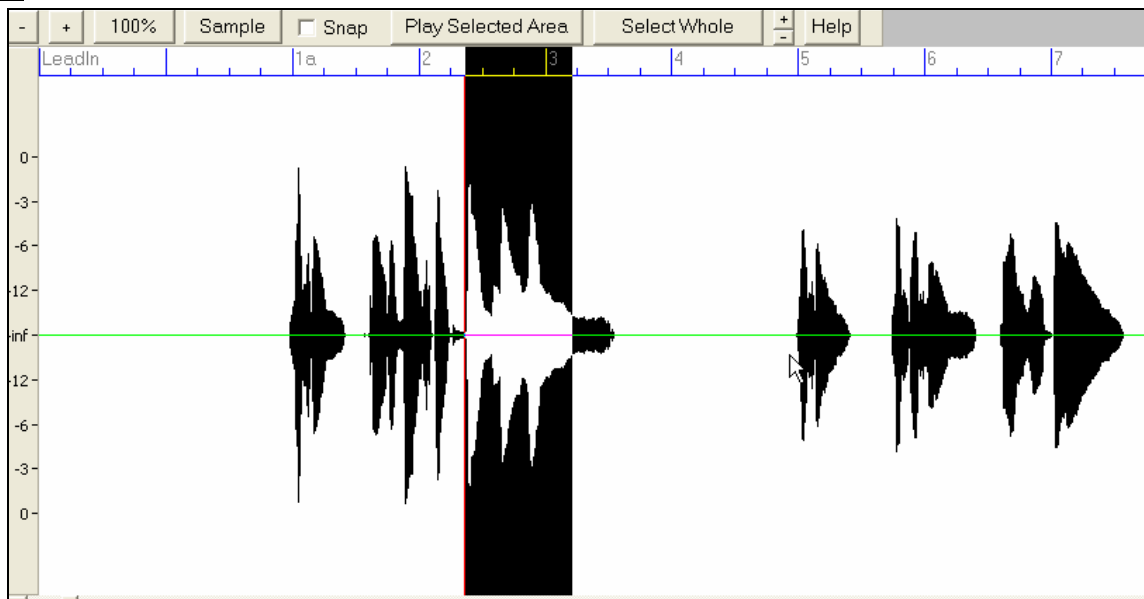 - + 100% Sample Snap Play Selected Area Select Whole + - Help
LeadIn 1a 2 3 4 5 6 7
0-
-3-
-6-
-12-
-inf-
-12-
-6-
-3-
0-